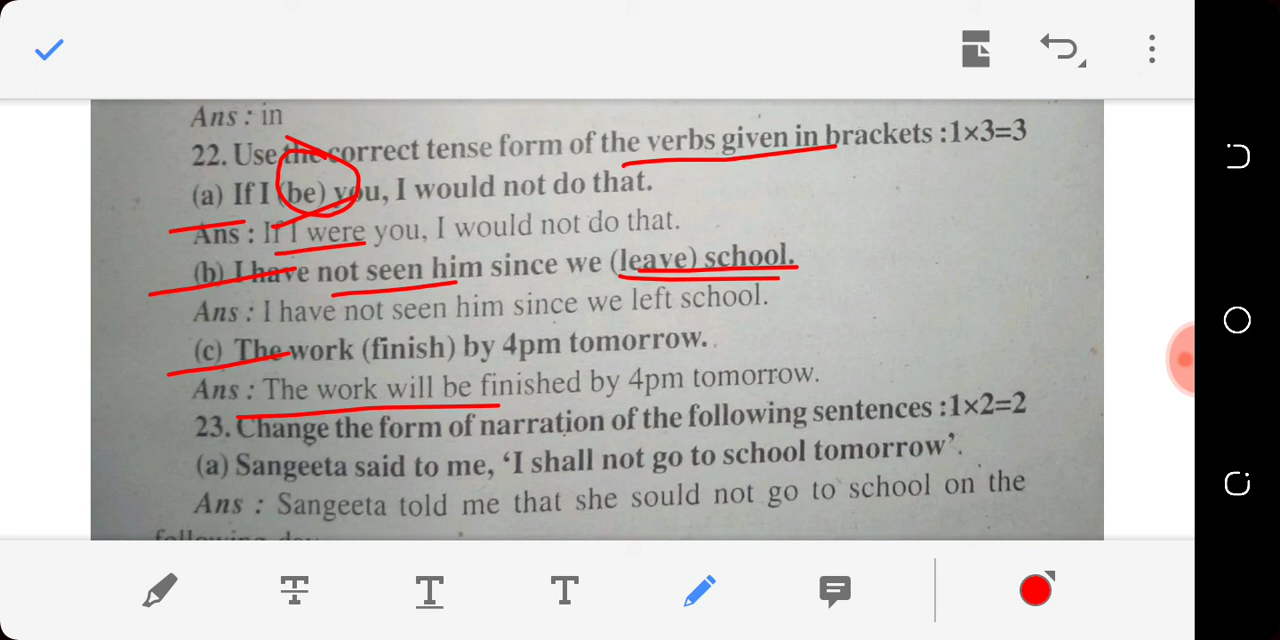 Ans : in
22. Use the correct tense form of the verbs given in brackets :1×3=3
(a) If I (be) you, I would not do that.
Ans : If I were you, I would not do that.
(b) I have not seen him since we (leave) school.
Ans : I have not seen him since we left school.
(c) The work (finish) by 4pm tomorrow.
Ans : The work will be finished by 4pm tomorrow.
23. Change the form of narration of the following sentences :1×2=2
(a) Sangeeta said to me, ‘I shall not go to school tomorrow’.
Ans : Sangeeta told me that she sould not go to school on the
following day